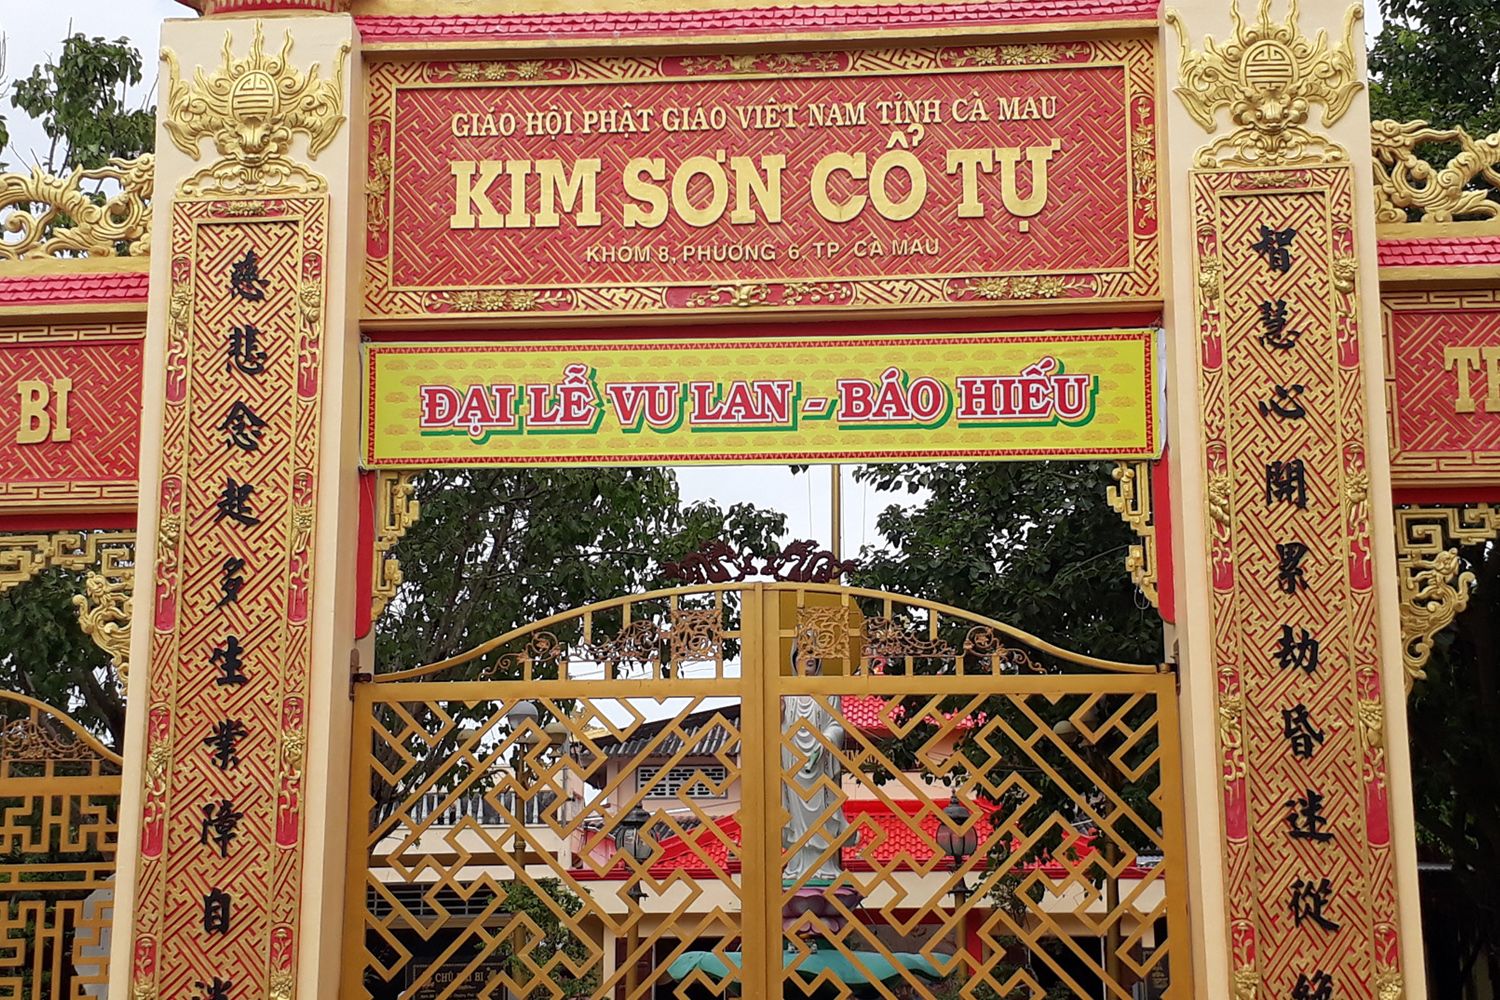 GIÁO HỘI PHẬT GIÁO VIỆT NAM TỈNH CÀ MAU
KIM SƠN CỔ TỰ
KHÓM 8, PHƯỜNG 6, TP CÀ MAU
ĐẠI LỄ VU LAN - BÁO HIẾU
BI
慈悲念起多生業障自消
智慧心開累劫昏迷從